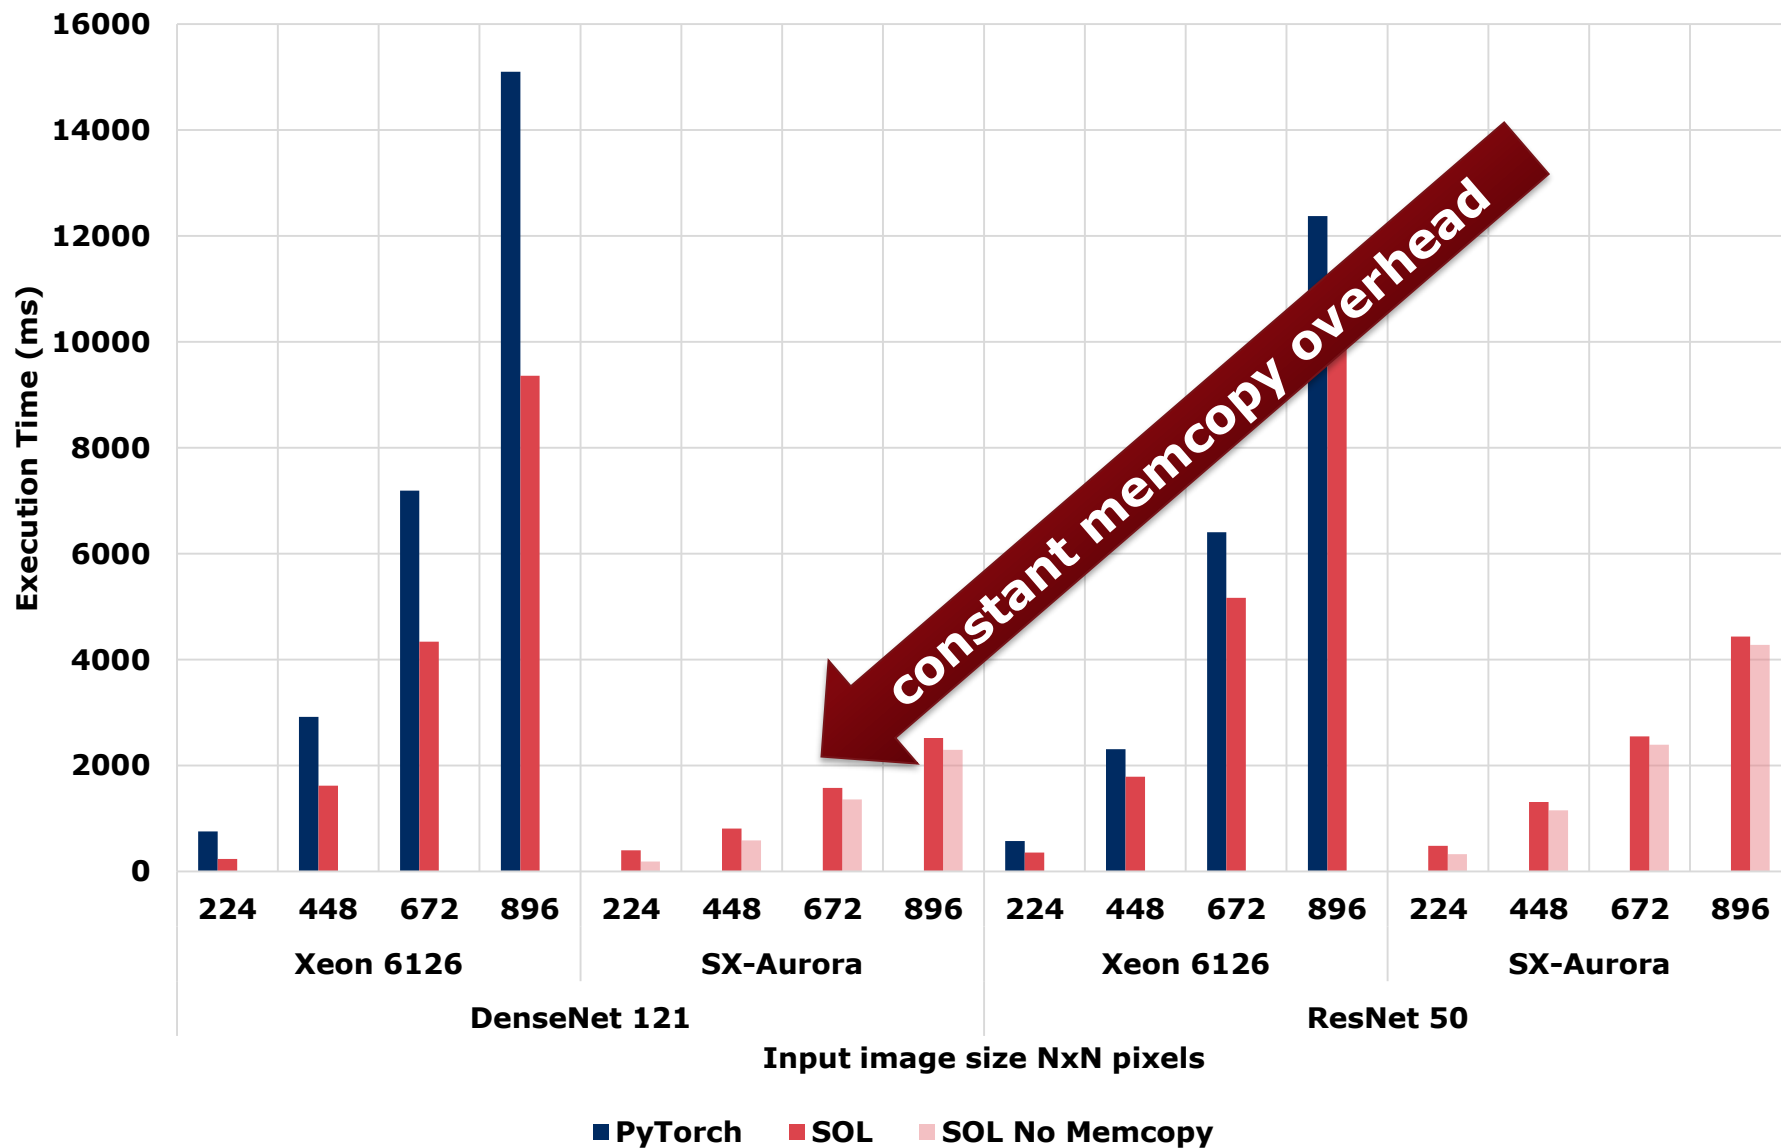 16000
14000
12000
10000
8000
6000
4000
2000
0
Execution Time (ms)
constant memcopy overhead
224 448 672 896 224 448 672 896 224 448 672 896 224 448 672 896
Xeon 6126 SX-Aurora Xeon 6126 SX-Aurora
DenseNet 121 ResNet 50
Input image size NxN pixels
PyTorch SOL SOL No Memcopy